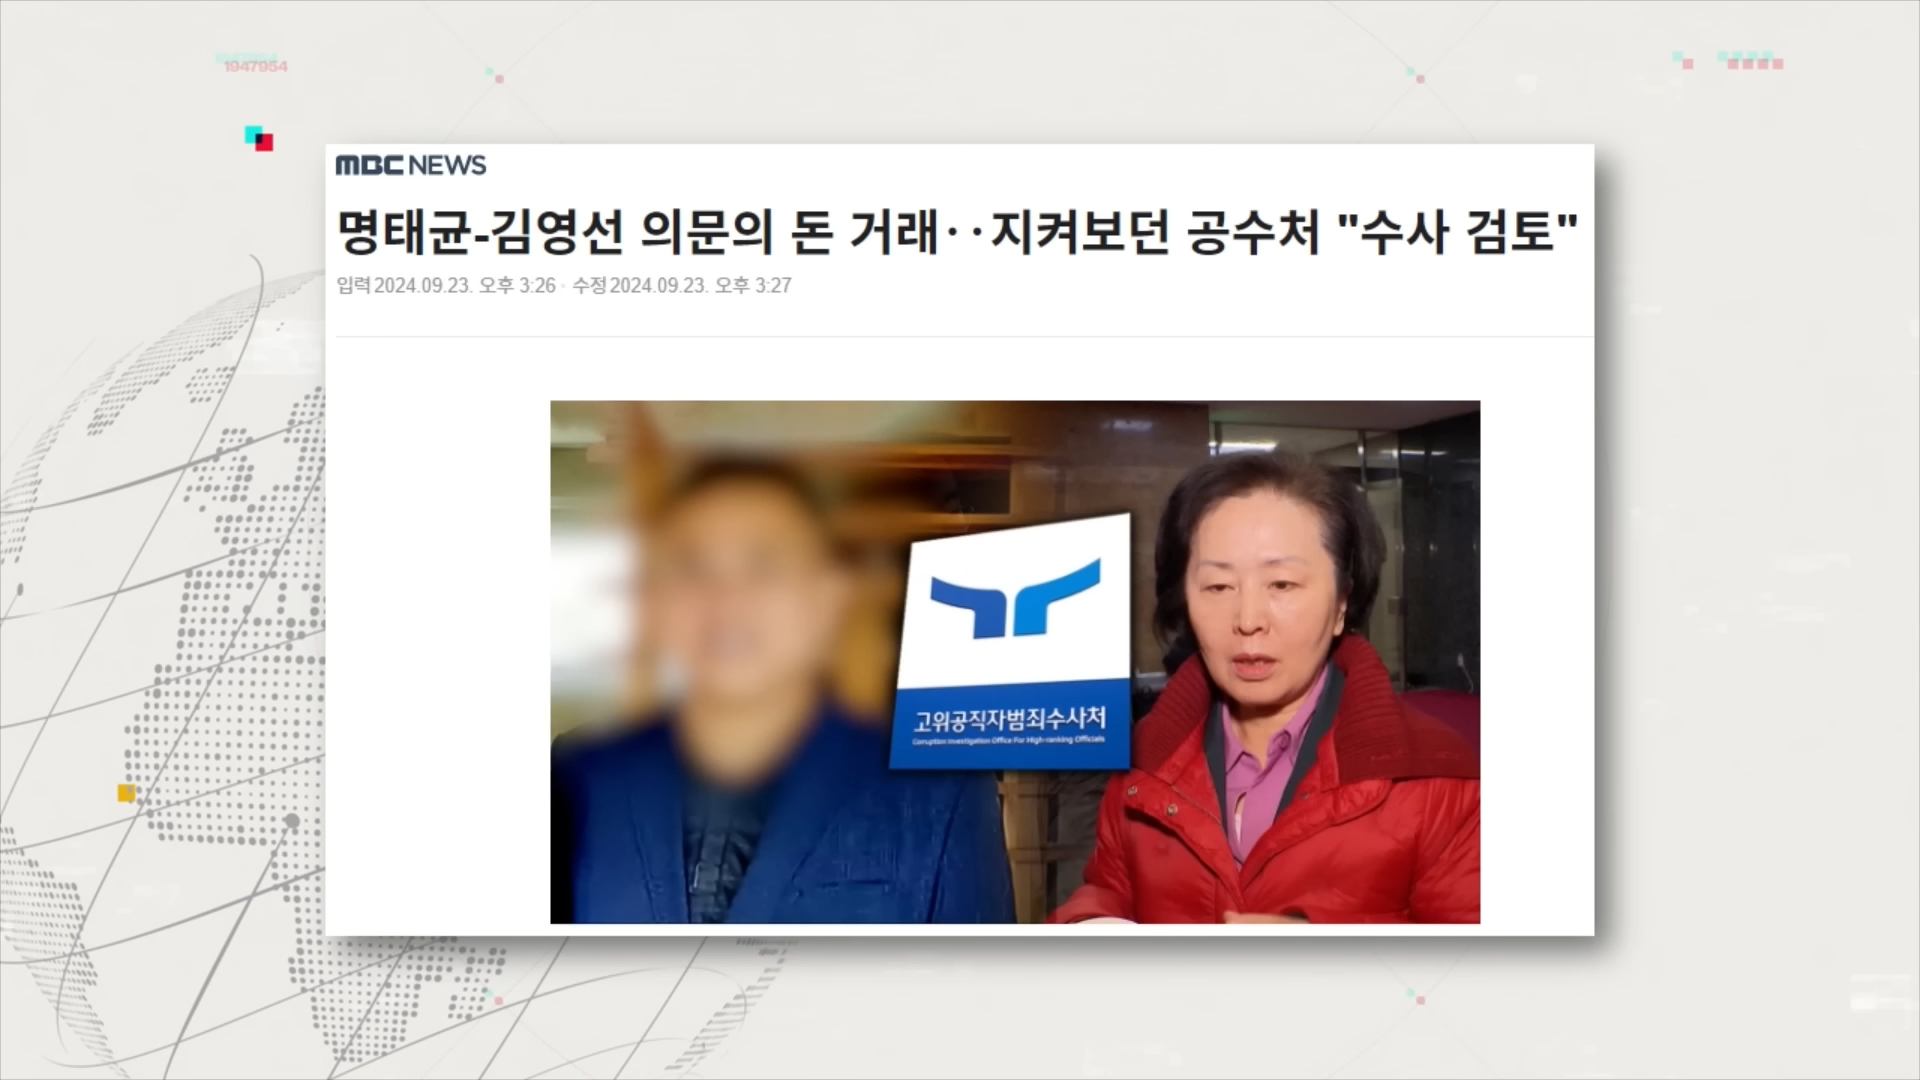 1947954
MBC NEWS
명태균-김영선 의문의 돈 거래‥지켜보던 공수처 "수사 검토"
입력 2024.09.23. 오후 3:26 · 수정 2024.09.23. 오후 3:27
고위공직자범죄수사처
Corruption Investigation Office For High-ranking Officials